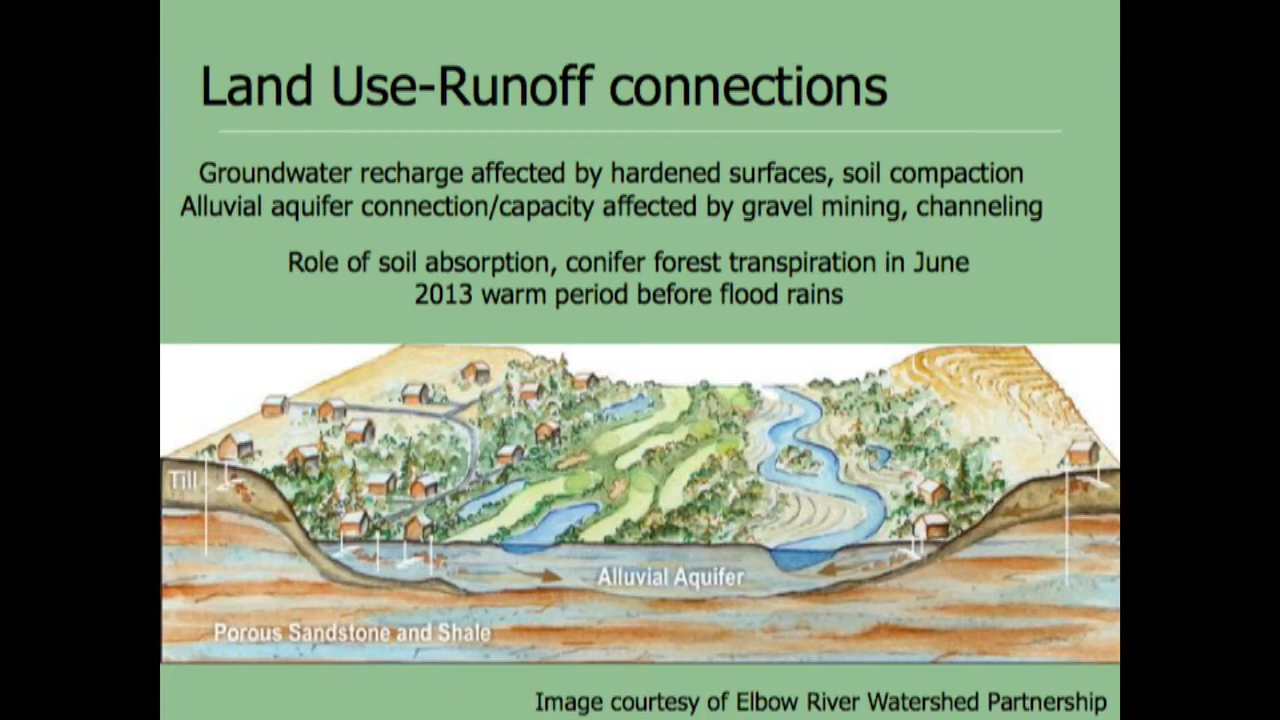 Land Use-Runoff connections
Groundwater recharge affected by hardened surfaces, soil compaction
Alluvial aquifer connection/capacity affected by gravel mining, channeling
Role of soil absorption, conifer forest transpiration in June
2013 warm period before flood rains
Till
Alluvial Aquifer
Porous Sandstone and Shale
Image courtesy of Elbow River Watershed Partnership